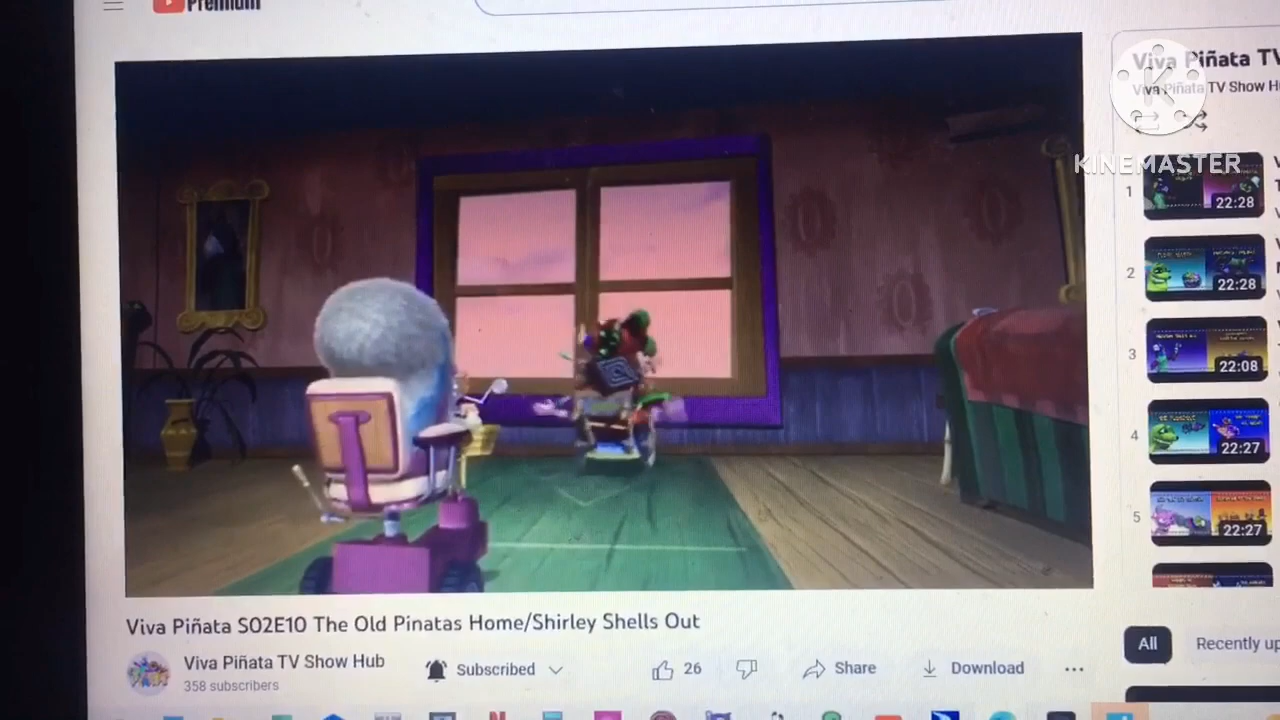 Premium
Viva Piñata TV
Viva Piñata TV Show H
KINEMASTER
1
22:28
2
22:28
3
22:08
4
22:27
5
22:27
Viva Piñata S02E10 The Old Pinatas Home/Shirley Shells Out
Viva Piñata TV Show Hub
358 subscribers
Subscribed
26
Share
Download
All
Recently up